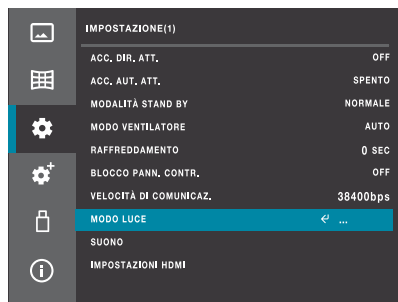 IMPOSTAZIONE(1)
ACC. DIR. ATT. OFF
ACC. AUT. ATT. SPENTO
MODALITÀ STAND BY NORMALE
MODO VENTILATORE AUTO
RAFFREDDAMENTO 0 SEC
BLOCCO PANN. CONTR. OFF
VELOCITÀ DI COMUNICAZ. 38400bps
MODO LUCE ...
SUONO
IMPOSTAZIONI HDMI